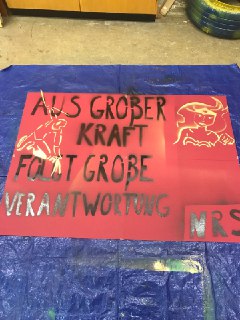 AUS GROßER
KRAFT
FOLGT GROßE
VERANTWORTUNG
MRS